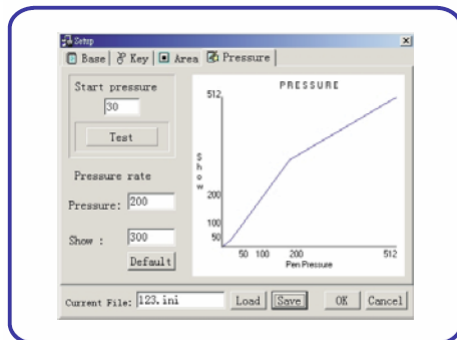 Setup
Base Key Area Pressure
Start pressure
30
Test
Pressure rate
Pressure: 200
Show : 300
Default
PRESSURE
512
Show
200
100
50
50 100 200 512
Pen Pressure
Current File: 123.ini Load Save OK Cancel